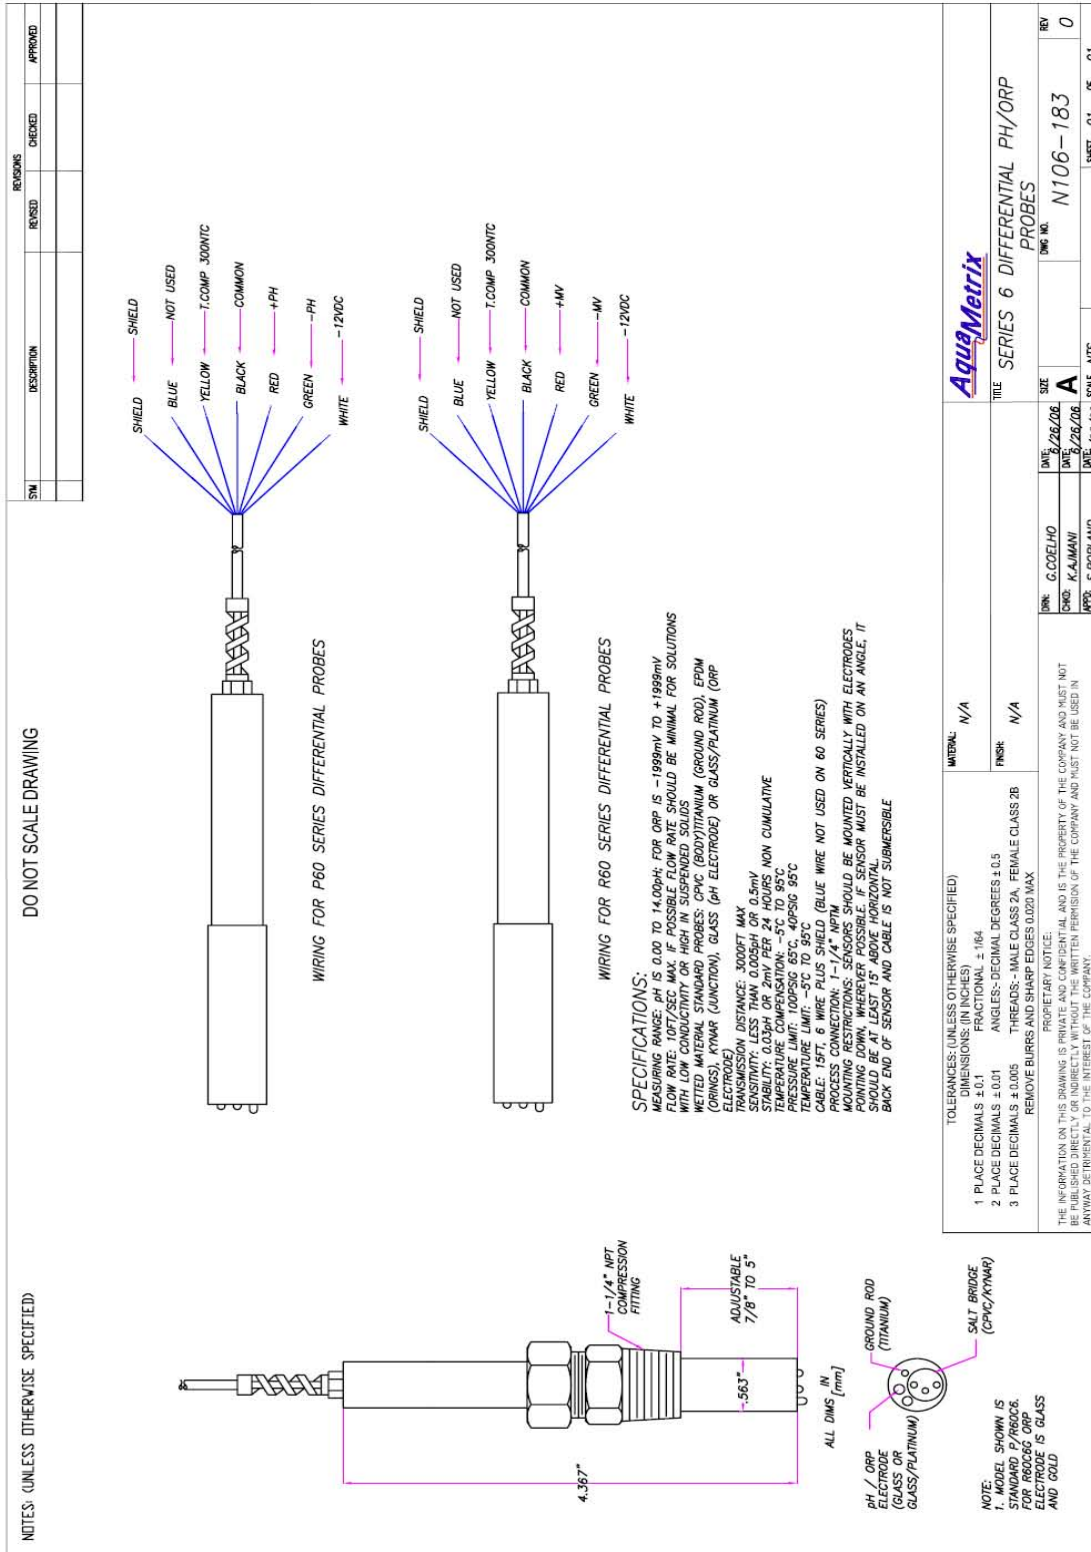 NOTES: (UNLESS OTHERWISE SPECIFIED)
DO NOT SCALE DRAWING
REVISIONS
SYM DESCRIPTION REVISED CHECKED APPROVED
SHIELD SHIELD
BLUE NOT USED
YELLOW T.COMP 300NTC
BLACK COMMON
RED +PH
GREEN -PH
WHITE -12VDC
WIRING FOR P60 SERIES DIFFERENTIAL PROBES
SHIELD SHIELD
BLUE NOT USED
YELLOW T.COMP 300NTC
BLACK COMMON
RED +MV
GREEN -MV
WHITE -12VDC
WIRING FOR R60 SERIES DIFFERENTIAL PROBES
4.367"
1-1/4" NPT
COMPRESSION
FITTING
ADJUSTABLE
7/8" TO 5"
.563"
ALL DIMS IN
[mm]
pH / ORP
ELECTRODE
(GLASS OR
GLASS/PLATINUM)
GROUND ROD
(TITANIUM)
SALT BRIDGE
(CPVC/KYNAR)
NOTE:
1. MODEL SHOWN IS
STANDARD P/R60C6.
FOR R60C6G ORP
ELECTRODE IS GLASS
AND GOLD
SPECIFICATIONS:
MEASURING RANGE: pH IS 0.00 TO 14.00pH; FOR ORP IS -1999mV TO +1999mV
FLOW RATE: 10FT/SEC MAX. IF POSSIBLE FLOW RATE SHOULD BE MINIMAL FOR SOLUTIONS
WITH LOW CONDUCTIVITY OR HIGH IN SUSPENDED SOLIDS
WETTED MATERIAL STANDARD PROBES: CPVC (BODY)TITANIUM (GROUND ROD), EPDM
(ORINGS), KYNAR (JUNCTION), GLASS (pH ELECTRODE) OR GLASS/PLATINUM (ORP
ELECTRODE)
TRANSMISSION DISTANCE: 3000FT MAX
SENSITIVITY: LESS THAN 0.005pH OR 0.5mV
STABILITY: 0.03pH OR 2mV PER 24 HOURS NON CUMULATIVE
TEMPERATURE COMPENSATION: -5°C TO 95°C
PRESSURE LIMIT: 100PSIG 65°C, 40PSIG 95°C
TEMPERATURE LIMIT: -5°C TO 95°C
CABLE: 15FT, 6 WIRE PLUS SHIELD (BLUE WIRE NOT USED ON 60 SERIES)
PROCESS CONNECTION: 1-1/4" NPTM
MOUNTING RESTRICTIONS: SENSORS SHOULD BE MOUNTED VERTICALLY WITH ELECTRODES
POINTING DOWN, WHEREVER POSSIBLE. IF SENSOR MUST BE INSTALLED ON AN ANGLE, IT
SHOULD BE AT LEAST 15° ABOVE HORIZONTAL.
BACK END OF SENSOR AND CABLE IS NOT SUBMERSIBLE
TOLERANCES: (UNLESS OTHERWISE SPECIFIED)
DIMENSIONS: (IN INCHES)
1 PLACE DECIMALS ± 0.1 FRACTIONAL ± 1/64
2 PLACE DECIMALS ± 0.01 ANGLES:- DECIMAL DEGREES ± 0.5
3 PLACE DECIMALS ± 0.005 THREADS: - MALE CLASS 2A, FEMALE CLASS 2B
REMOVE BURRS AND SHARP EDGES 0.020 MAX
PROPRIETARY NOTICE:
THE INFORMATION ON THIS DRAWING IS PRIVATE AND CONFIDENTIAL AND IS THE PROPERTY OF THE COMPANY AND MUST NOT
BE PUBLISHED DIRECTLY OR INDIRECTLY WITHOUT THE WRITTEN PERMISION OF THE COMPANY AND MUST NOT BE USED IN
ANYWAY DETRIMENTAL TO THE INTEREST OF THE COMPANY.
MATERIAL: N/A
FINISH: N/A
AquaMetrix
TITLE SERIES 6 DIFFERENTIAL PH/ORP
PROBES
DRN: G.COELHO DATE: 6/26/06
CHKD: K.AJMANI DATE: 6/26/06
APPD: DATE:
SIZE A
DWG NO. N106-183
REV 0
SCALE NTS
SHEET 01 OF 01